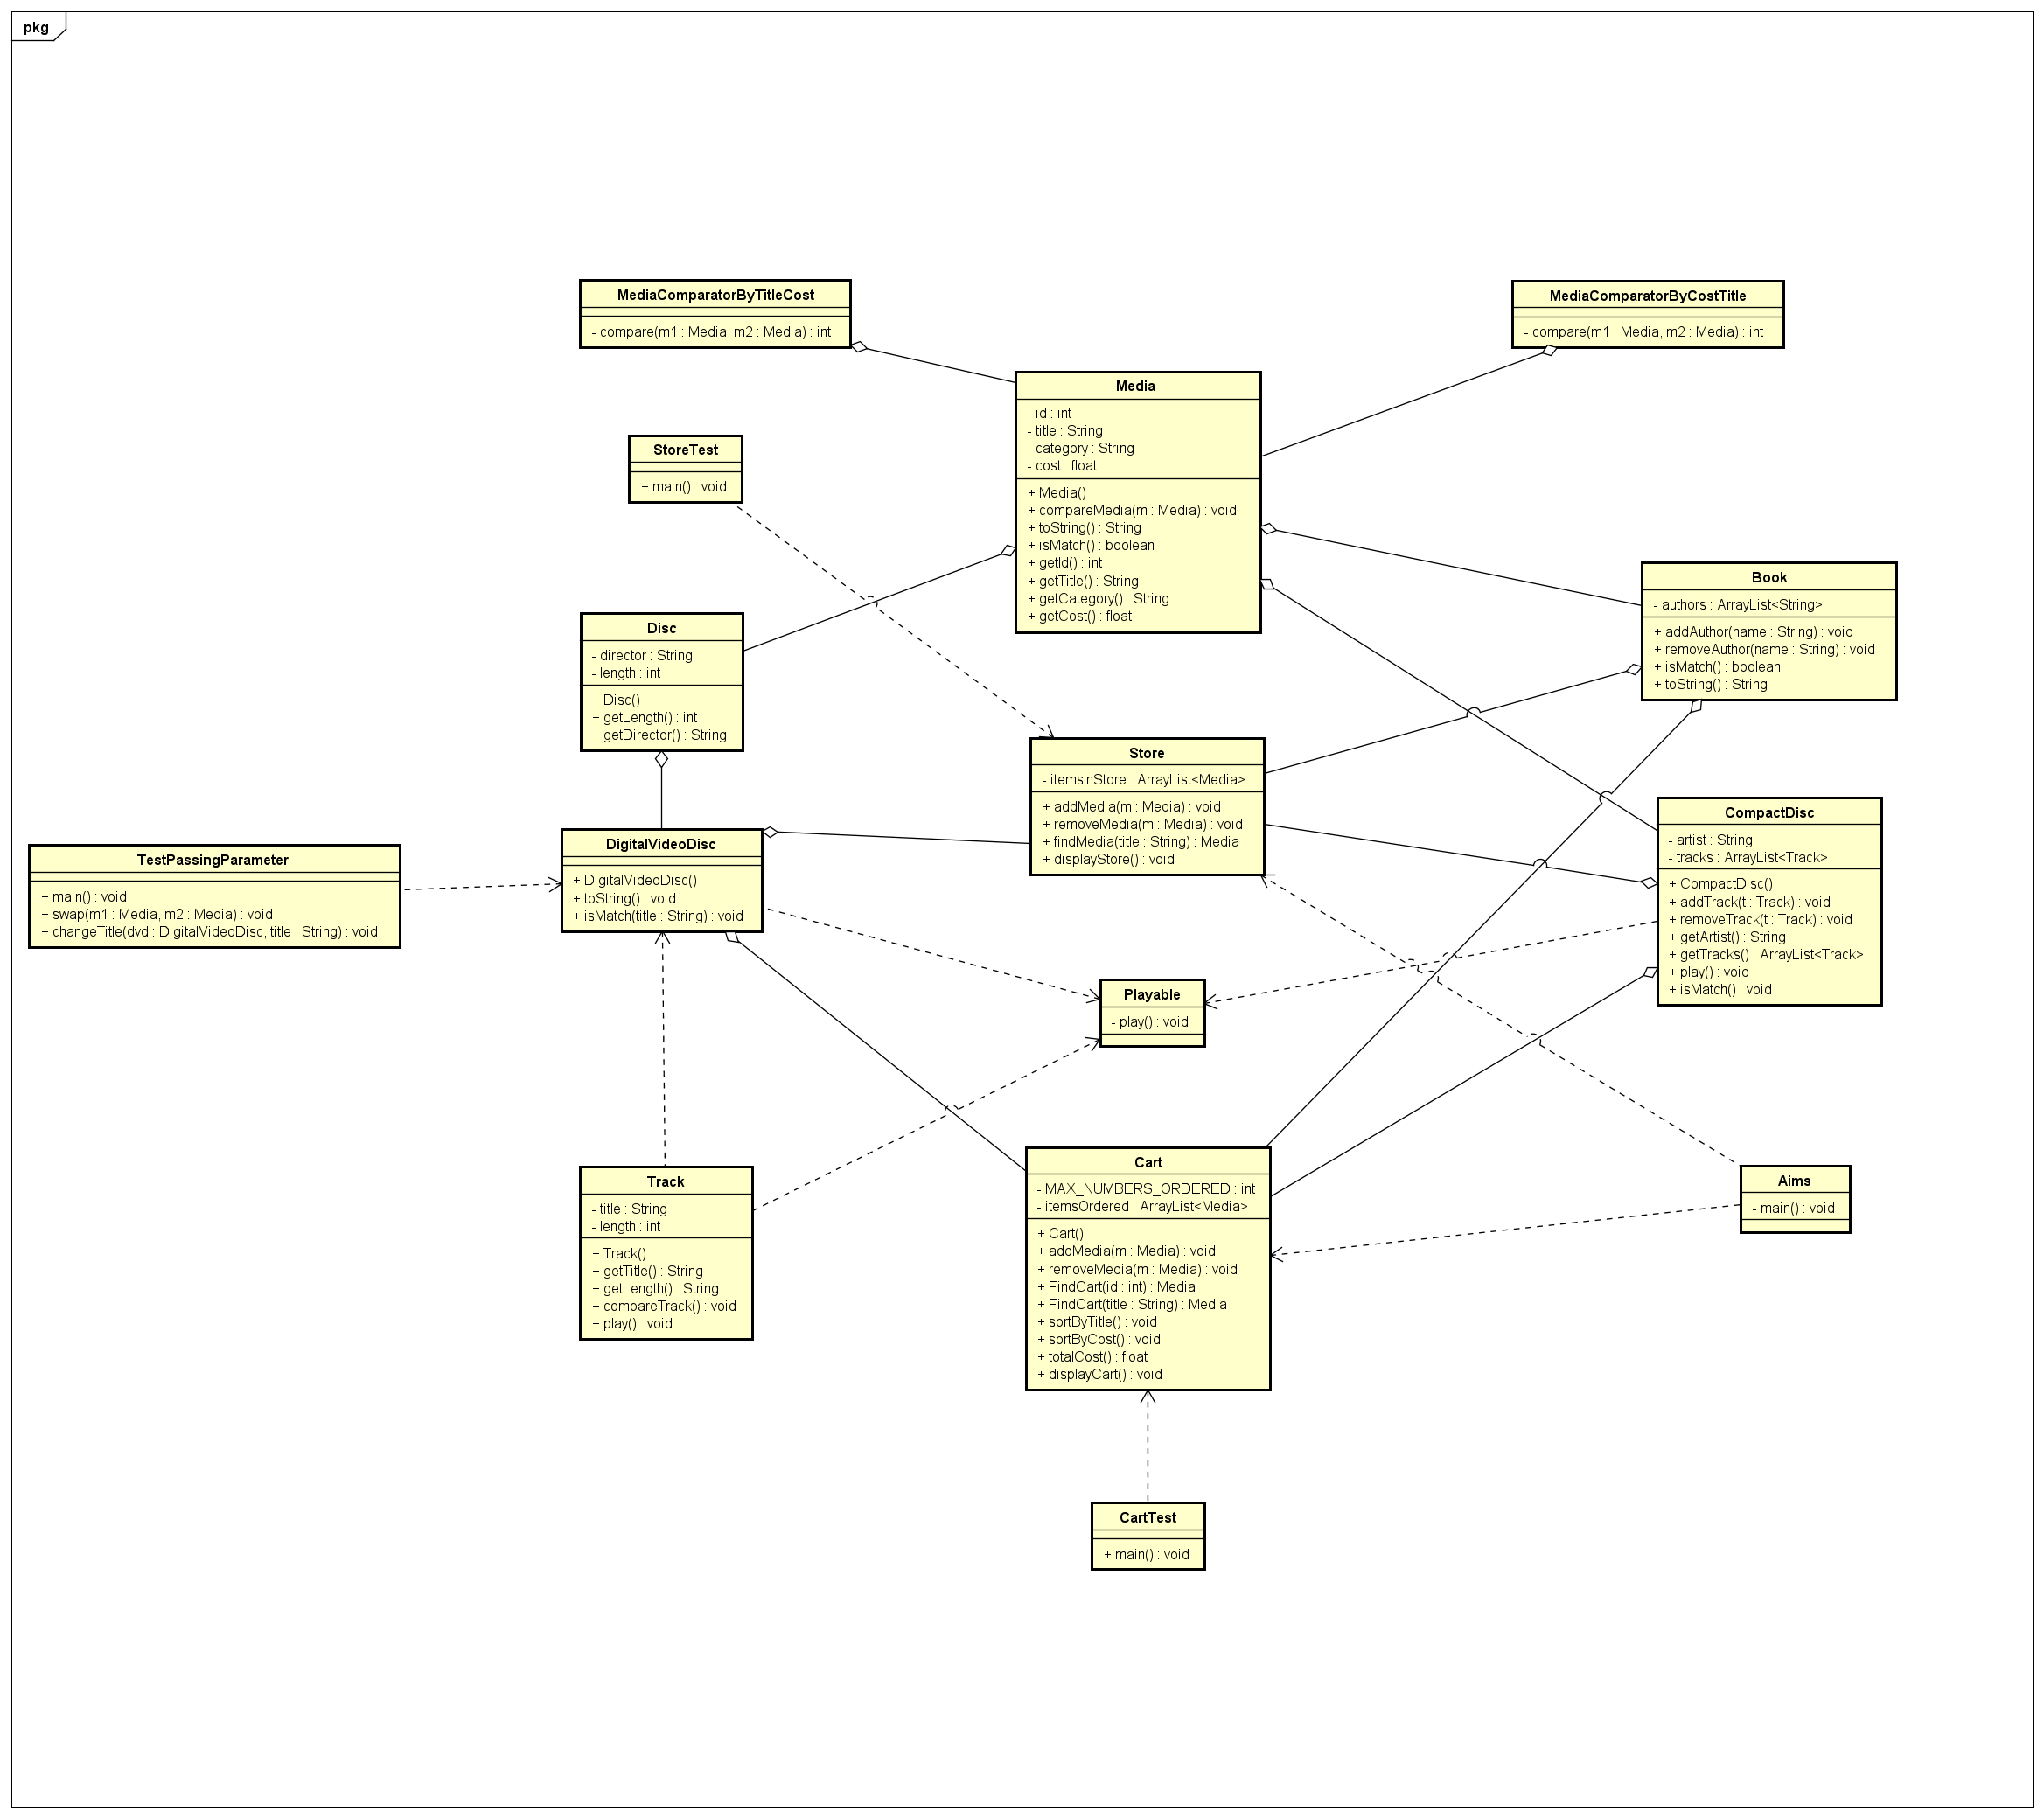 pkg
MediaComparatorByTitleCost
- compare(m1 : Media, m2 : Media) : int
MediaComparatorByCostTitle
- compare(m1 : Media, m2 : Media) : int
Media
- id : int
- title : String
- category : String
- cost : float
+ Media()
+ compareMedia(m : Media) : void
+ toString() : String
+ isMatch() : boolean
+ getId() : int
+ getTitle() : String
+ getCategory() : String
+ getCost() : float
StoreTest
+ main() : void
Book
- authors : ArrayList<String>
+ addAuthor(name : String) : void
+ removeAuthor(name : String) : void
+ isMatch() : boolean
+ toString() : String
Disc
- director : String
- length : int
+ Disc()
+ getLength() : int
+ getDirector() : String
Store
- itemsInStore : ArrayList<Media>
+ addMedia(m : Media) : void
+ removeMedia(m : Media) : void
+ findMedia(title : String) : Media
+ displayStore() : void
CompactDisc
- artist : String
- tracks : ArrayList<Track>
+ CompactDisc()
+ addTrack(t : Track) : void
+ removeTrack(t : Track) : void
+ getArtist() : String
+ getTracks() : ArrayList<Track>
+ play() : void
+ isMatch() : void
TestPassingParameter
+ main() : void
+ swap(m1 : Media, m2 : Media) : void
+ changeTitle(dvd : DigitalVideoDisc, title : String) : void
DigitalVideoDisc
+ DigitalVideoDisc()
+ toString() : void
+ isMatch(title : String) : void
Playable
- play() : void
Track
- title : String
- length : int
+ Track()
+ getTitle() : String
+ getLength() : String
+ compareTrack() : void
+ play() : void
Cart
- MAX_NUMBERS_ORDERED : int
- itemsOrdered : ArrayList<Media>
+ Cart()
+ addMedia(m : Media) : void
+ removeMedia(m : Media) : void
+ FindCart(id : int) : Media
+ FindCart(title : String) : Media
+ sortByTitle() : void
+ sortByCost() : void
+ totalCost() : float
+ displayCart() : void
Aims
- main() : void
CartTest
+ main() : void